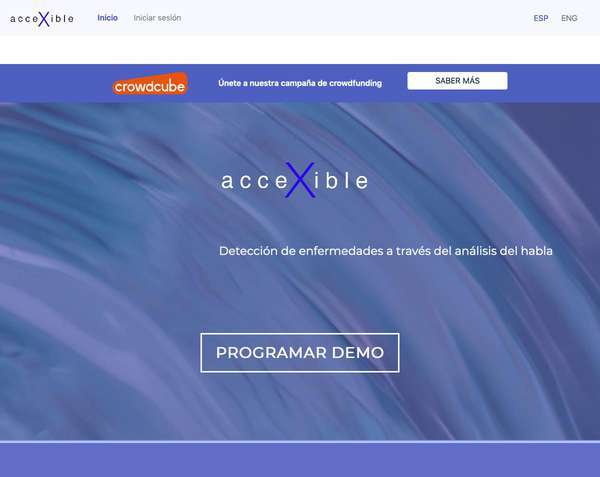 acceXible
Inicio
Iniciar sesión
ESP
ENG
crowdcube
Únete a nuestra campaña de crowdfunding
SABER MÁS
acceXible
Detección de enfermedades a través del análisis del habla
PROGRAMAR DEMO